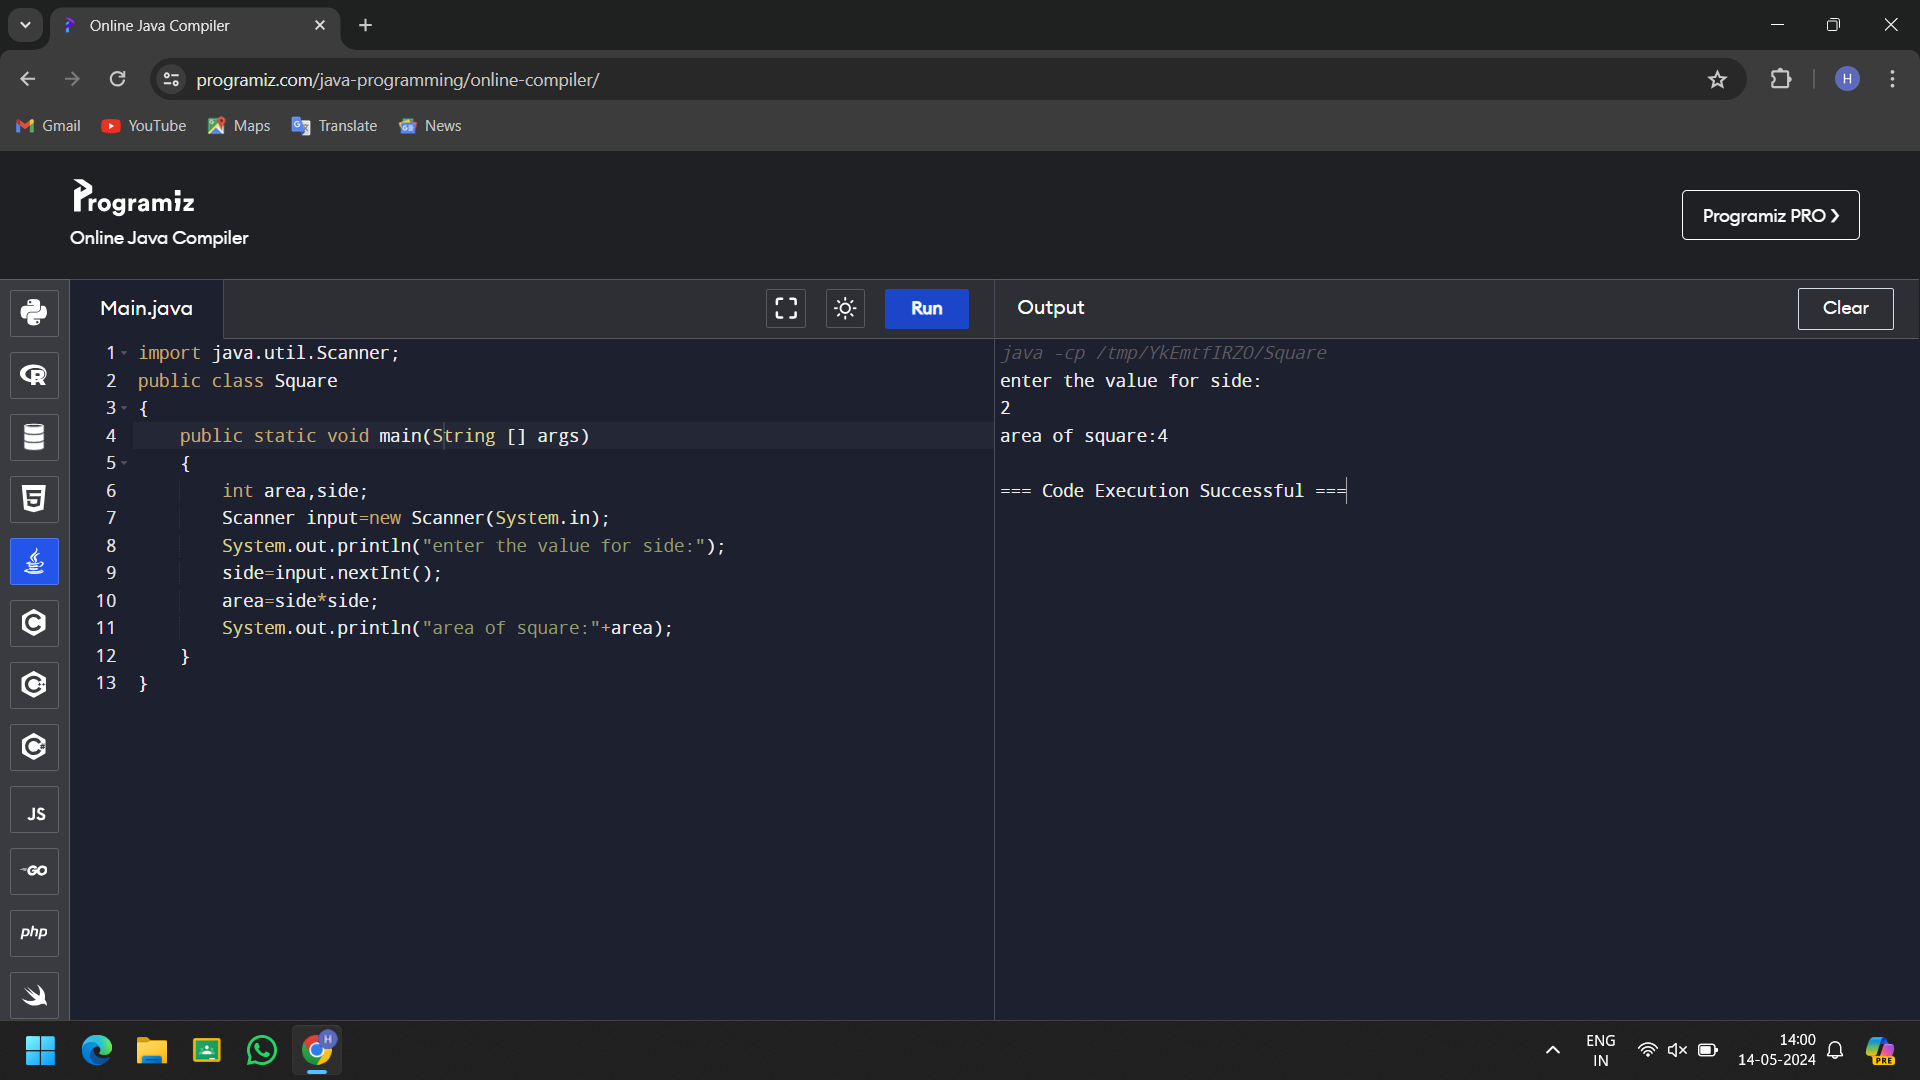 Online Java Compiler
programiz.com/java-programming/online-compiler/
H
Gmail YouTube Maps Translate News
Programiz
Online Java Compiler
Programiz PRO ❯
Main.java
Run
Output
Clear
1 import java.util.Scanner;
2 public class Square
3 {
4 public static void main(String [] args)
5 {
6 int area,side;
7 Scanner input=new Scanner(System.in);
8 System.out.println("enter the value for side:");
9 side=input.nextInt();
10 area=side*side;
11 System.out.println("area of square:"+area);
12 }
13 }
java -cp /tmp/YkEmtfIRZO/Square
enter the value for side:
2
area of square:4
=== Code Execution Successful ===
R
5
C
C++
C#
JS
GO
php
H
ENG
IN
14:00
14-05-2024
PRE